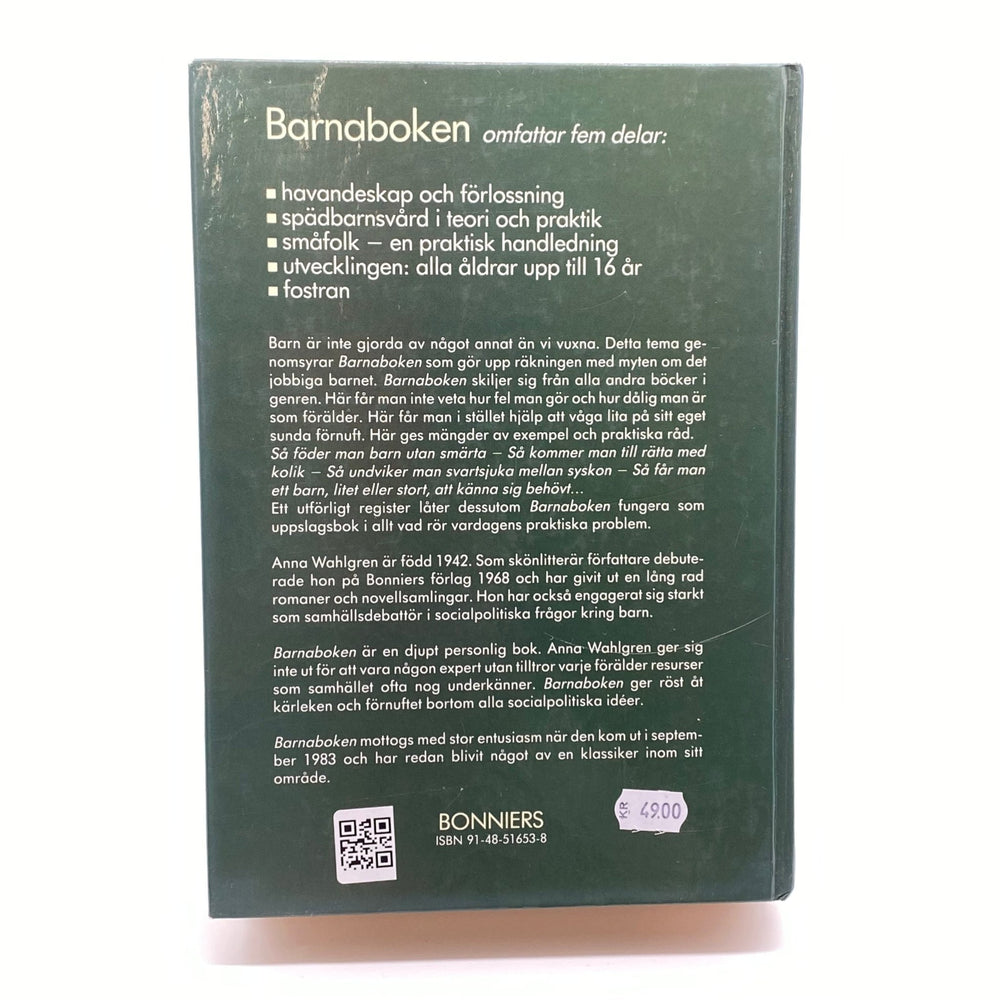 Barnaboken omfattar fem delar:
havandeskap och förlossning
spädbarnsvård i teori och praktik
småfolk – en praktisk handledning
utvecklingen: alla åldrar upp till 16 år
fostran
Barn är inte gjorda av något annat än vi vuxna. Detta tema ge-
nomsyrar Barnaboken som gör upp räkningen med myten om det
jobbiga barnet. Barnaboken skiljer sig från alla andra böcker i
genren. Här får man inte veta hur fel man gör och hur dålig man är
som förälder. Här får man i stället hjälp att våga lita på sitt eget
sunda förnuft. Här ges mängder av exempel och praktiska råd.
Så föder man barn utan smärta – Så kommer man till rätta med
kolik – Så undviker man svartsjuka mellan syskon – Så får man
ett barn, litet eller stort, att känna sig behövt...
Ett utförligt register låter dessutom Barnaboken fungera som
uppslagsbok i allt vad rör vardagens praktiska problem.
Anna Wahlgren är född 1942. Som skönlitterär författare debute-
rade hon på Bonniers förlag 1968 och har givit ut en lång rad
romaner och novellsamlingar. Hon har också engagerat sig starkt
som samhällsdebattör i socialpolitiska frågor kring barn.
Barnaboken är en djupt personlig bok. Anna Wahlgren ger sig
inte ut för att vara någon expert utan tilltror varje förälder resurser
som samhället ofta nog underkänner. Barnaboken ger röst åt
kärleken och förnuftet bortom alla socialpolitiska idéer.
Barnaboken mottogs med stor entusiasm när den kom ut i septem-
ber 1983 och har redan blivit något av en klassiker inom sitt
område.
BONNIERS
ISBN 91-48-51653-8
KR 49.00